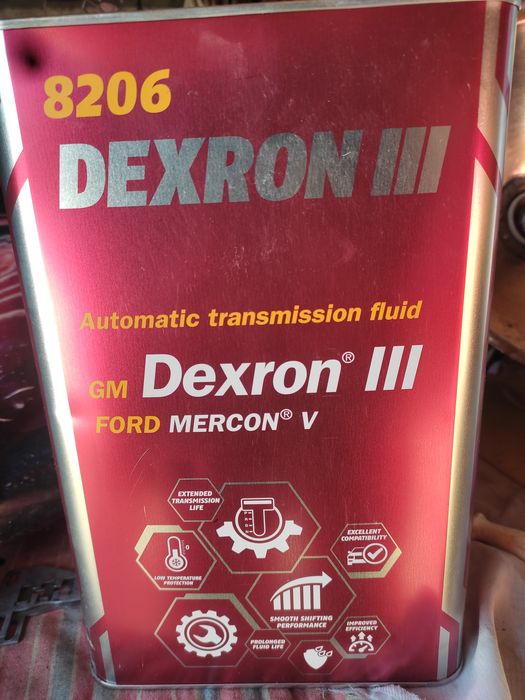 8206
DEXRON III
Automatic transmission fluid
GM Dexron® III
FORD MERCON® V
EXTENDED
TRANSMISSION
LIFE
EXCELLENT
COMPATIBILITY
LOW TEMPERATURE
PROTECTION
SMOOTH SHIFTING
PERFORMANCE
PROLONGED
FLUID LIFE
IMPROVED
EFFICIENCY